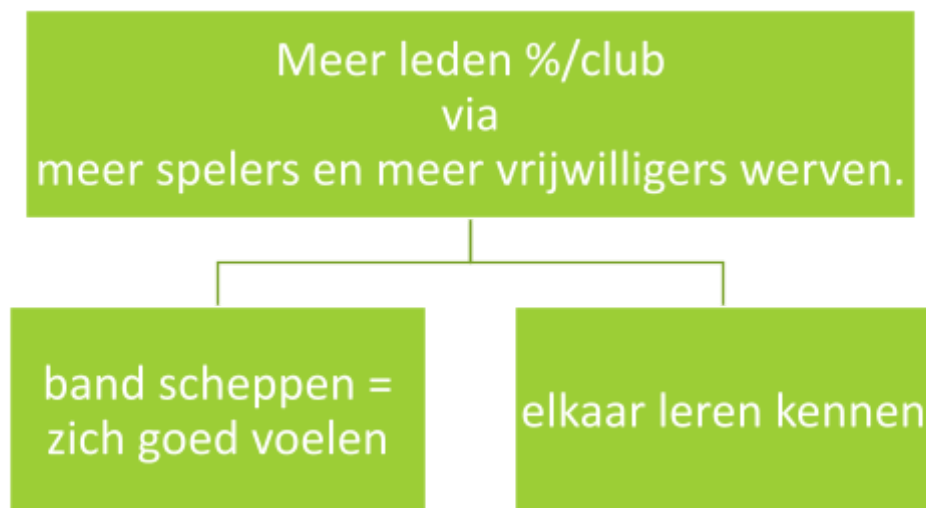 Meer leden %/club
via
meer spelers en meer vrijwilligers werven.
band scheppen =
zich goed voelen
elkaar leren kennen